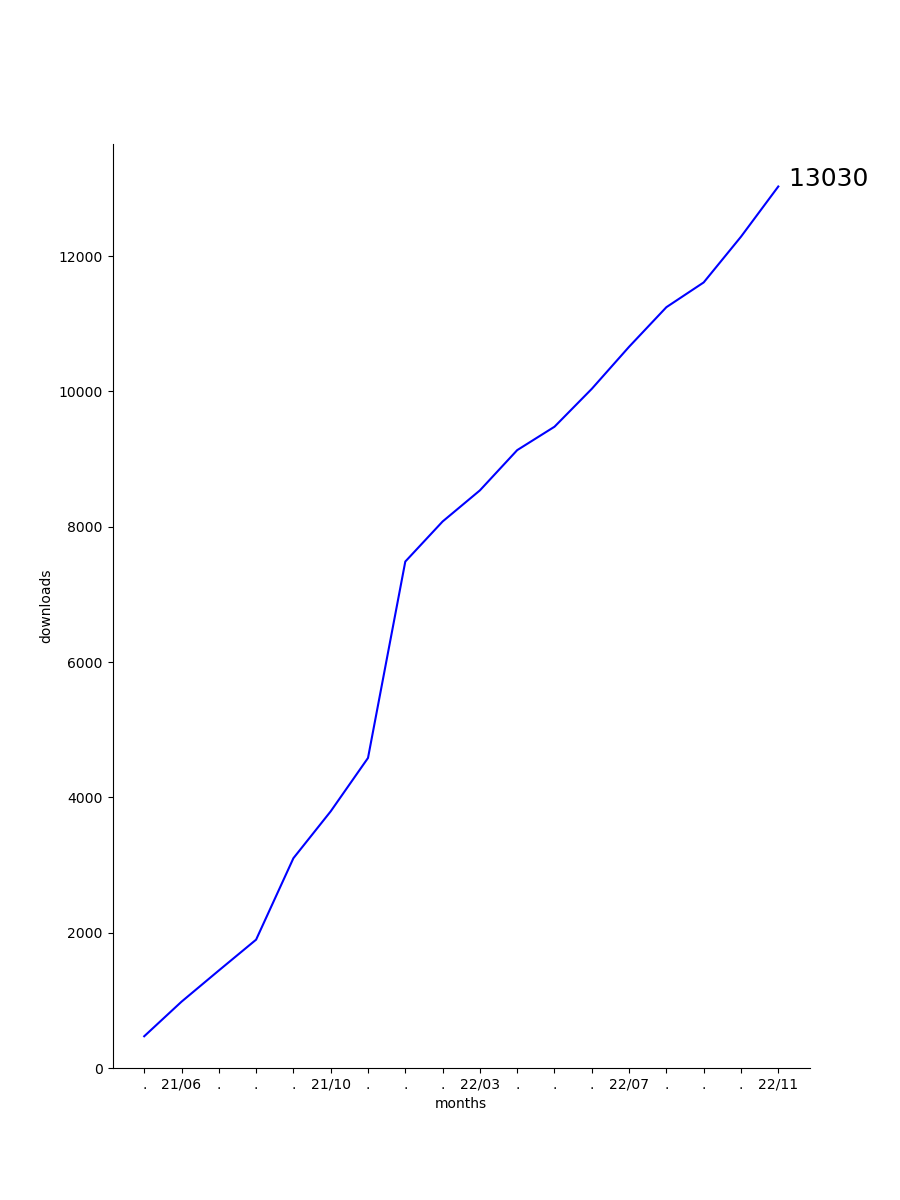 13030
12000
10000
8000
downloads
6000
4000
2000
0
. 21/06 . . . 21/10 . . . 22/03 . . . 22/07 . . . 22/11
months